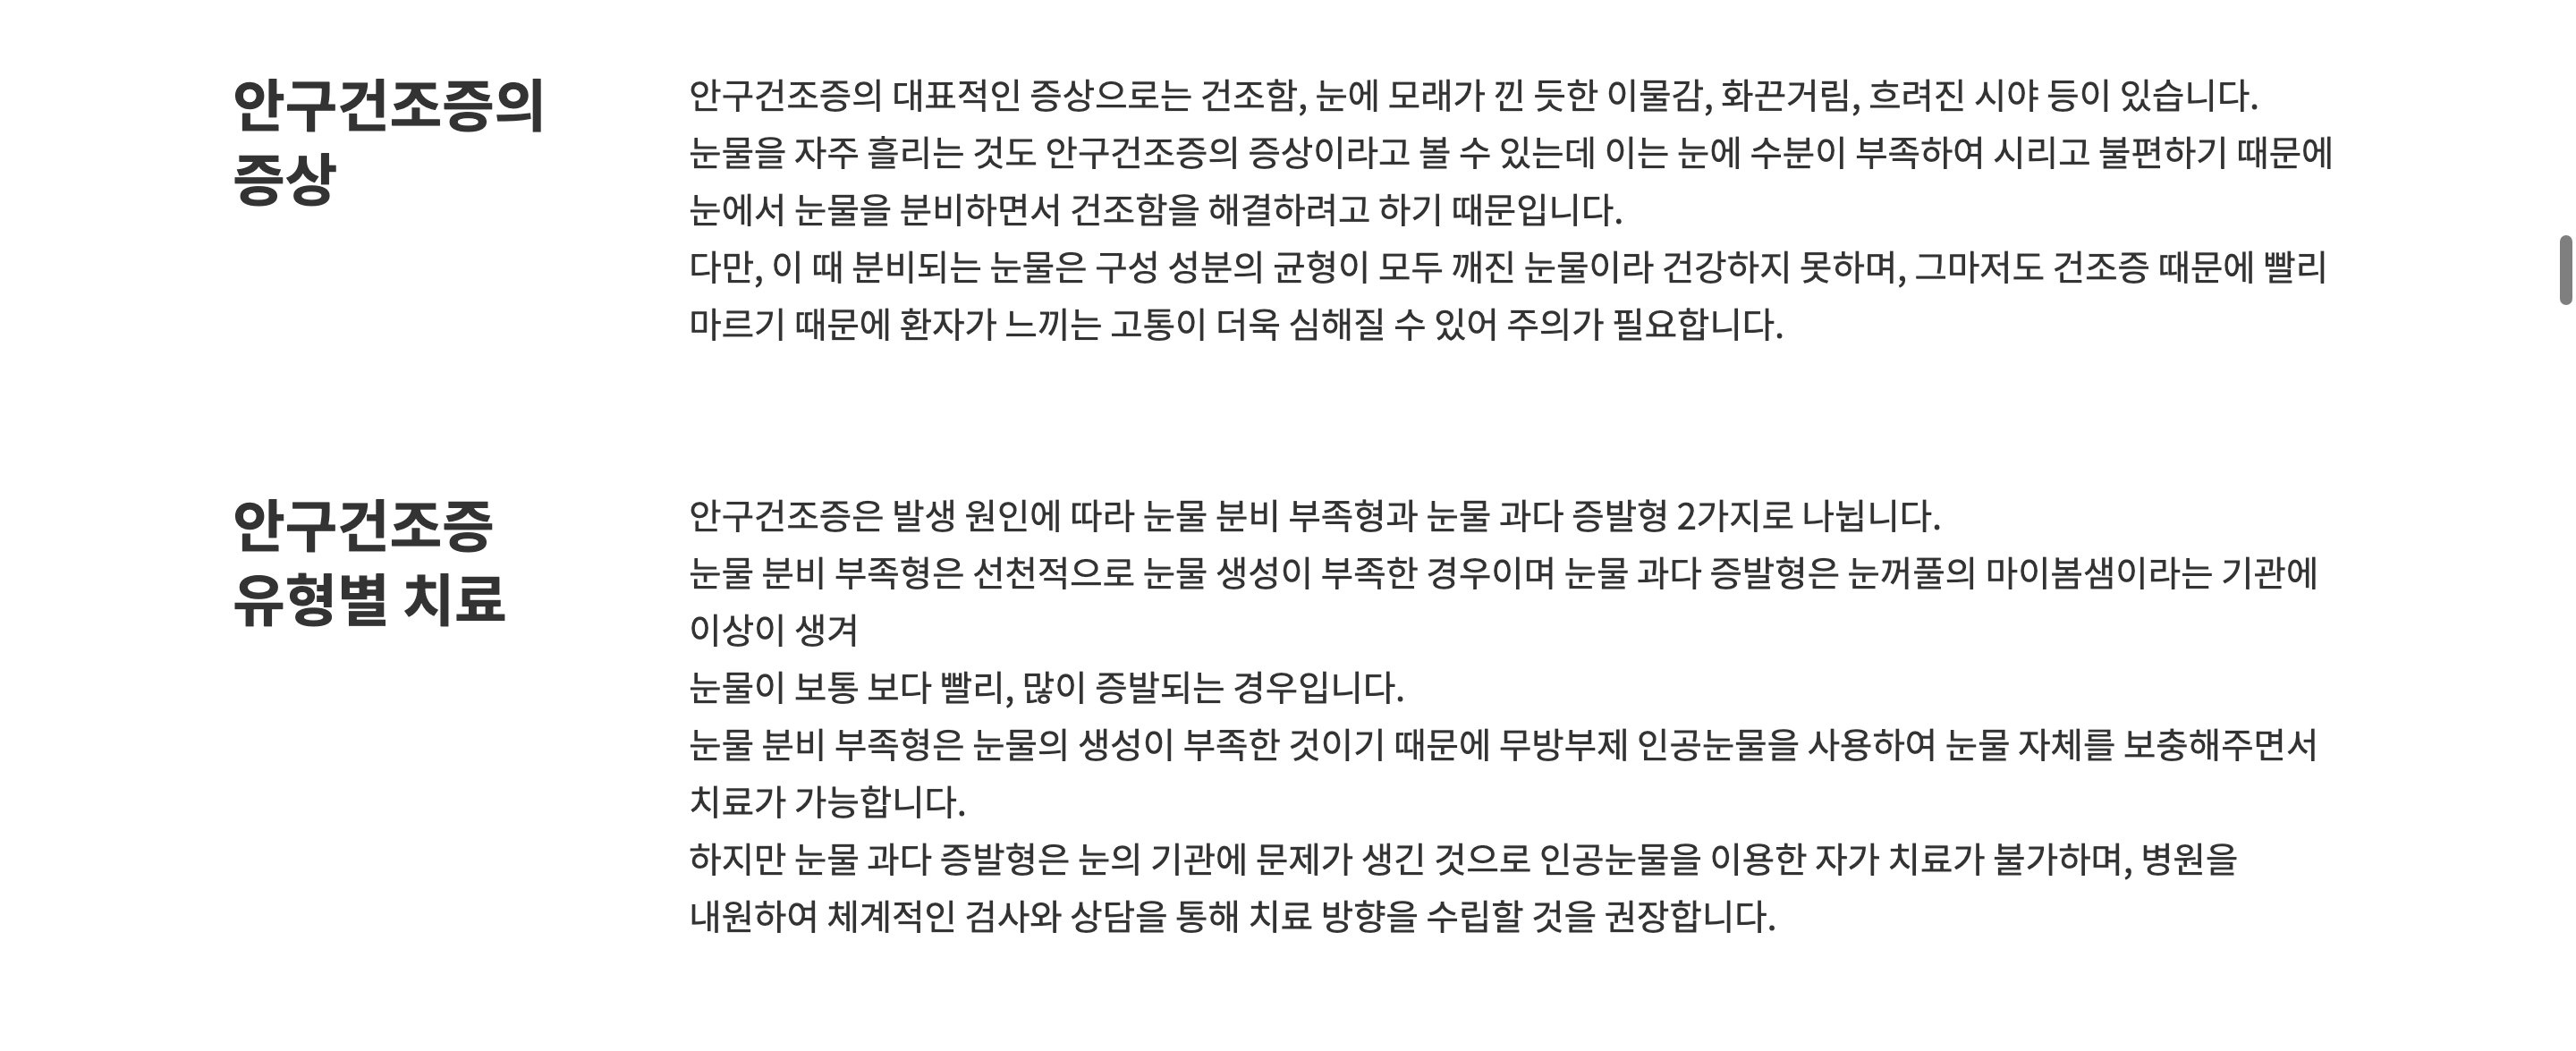 안구건조증의
증상
안구건조증의 대표적인 증상으로는 건조함, 눈에 모래가 낀 듯한 이물감, 화끈거림, 흐려진 시야 등이 있습니다.
눈물을 자주 흘리는 것도 안구건조증의 증상이라고 볼 수 있는데 이는 눈에 수분이 부족하여 시리고 불편하기 때문에
눈에서 눈물을 분비하면서 건조함을 해결하려고 하기 때문입니다.
다만, 이 때 분비되는 눈물은 구성 성분의 균형이 모두 깨진 눈물이라 건강하지 못하며, 그마저도 건조증 때문에 빨리
마르기 때문에 환자가 느끼는 고통이 더욱 심해질 수 있어 주의가 필요합니다.
안구건조증
유형별 치료
안구건조증은 발생 원인에 따라 눈물 분비 부족형과 눈물 과다 증발형 2가지로 나뉩니다.
눈물 분비 부족형은 선천적으로 눈물 생성이 부족한 경우이며 눈물 과다 증발형은 눈꺼풀의 마이봄샘이라는 기관에
이상이 생겨
눈물이 보통 보다 빨리, 많이 증발되는 경우입니다.
눈물 분비 부족형은 눈물의 생성이 부족한 것이기 때문에 무방부제 인공눈물을 사용하여 눈물 자체를 보충해주면서
치료가 가능합니다.
하지만 눈물 과다 증발형은 눈의 기관에 문제가 생긴 것으로 인공눈물을 이용한 자가 치료가 불가하며, 병원을
내원하여 체계적인 검사와 상담을 통해 치료 방향을 수립할 것을 권장합니다.